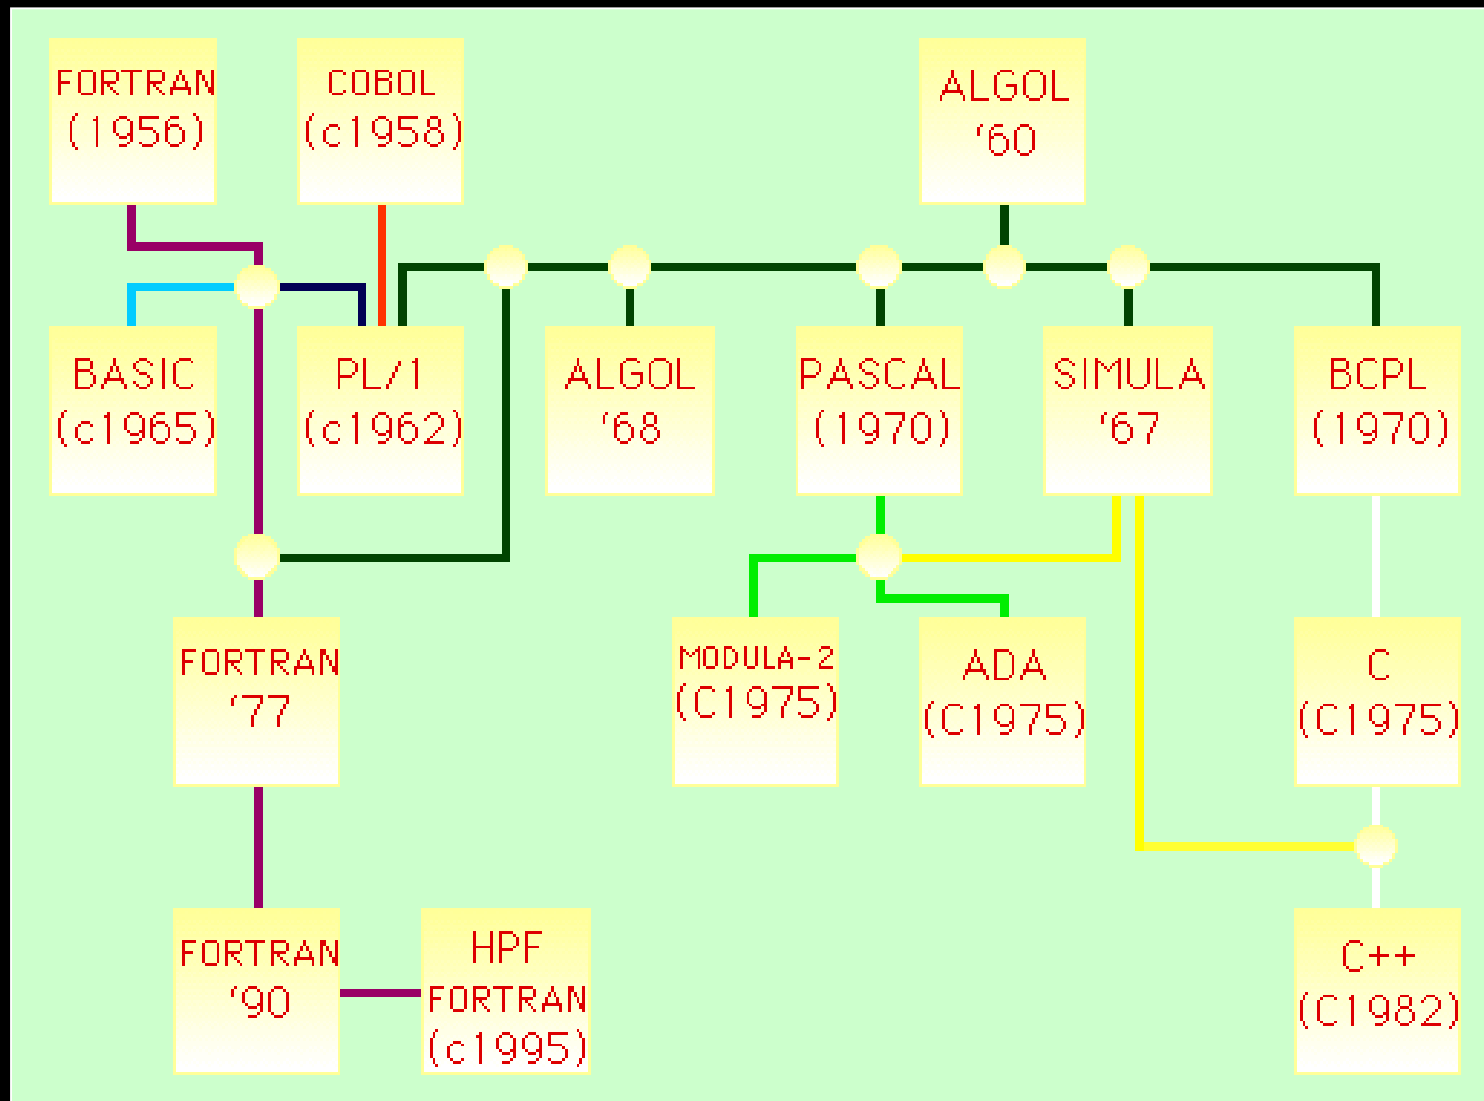 FORTRAN
(1956)
COBOL
(c1958)
ALGOL
‘60
BASIC
(c1965)
PL/1
(c1962)
ALGOL
‘68
PASCAL
(1970)
SIMULA
‘67
BCPL
(1970)
FORTRAN
‘77
MODULA-2
(C1975)
ADA
(C1975)
C
(C1975)
FORTRAN
‘90
HPF
FORTRAN
(c1995)
C++
(C1982)